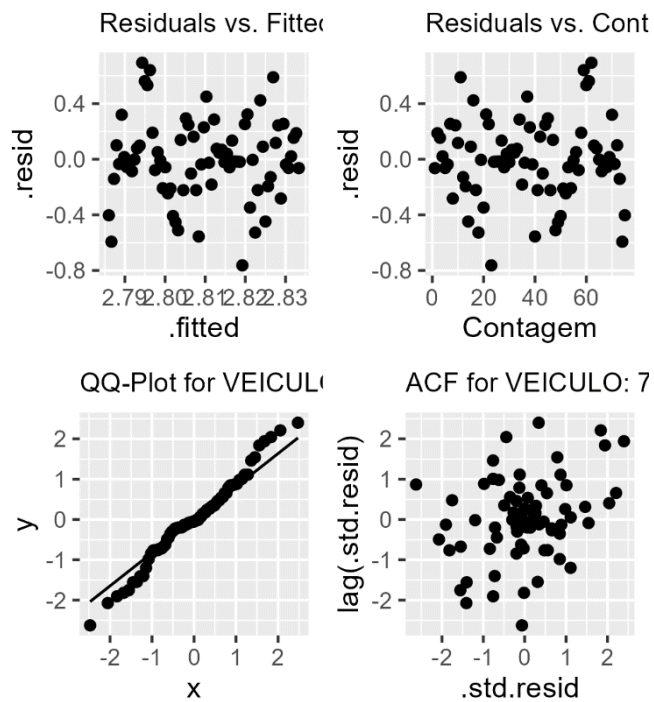 Residuals vs. Fitted
.resid
0.4
0.0
-0.4
-0.8
2.79 2.80 2.81 2.82 2.83
.fitted
Residuals vs. Cont
.resid
0.4
0.0
-0.4
-0.8
0 20 40 60
Contagem
QQ-Plot for VEICULO
y
2
1
0
-1
-2
-2 -1 0 1 2
x
ACF for VEICULO: 7
lag(.std.resid)
2
1
0
-1
-2
-2 -1 0 1 2
.std.resid